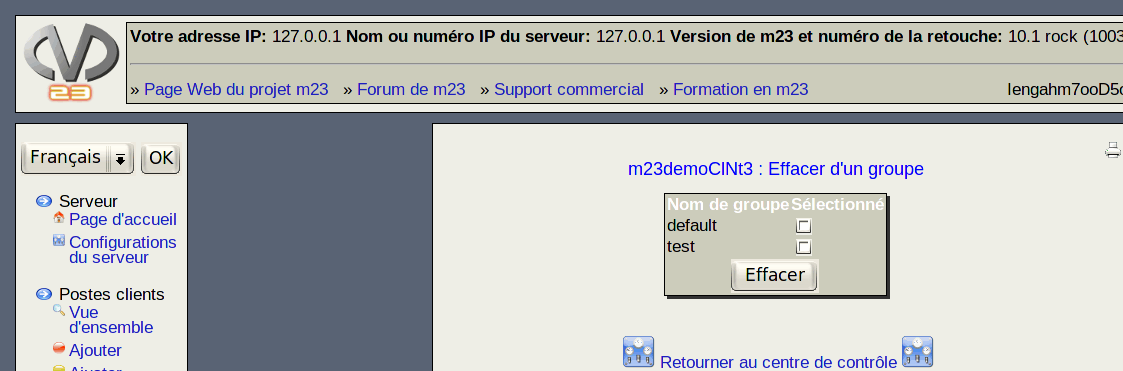 Votre adresse IP: 127.0.0.1 Nom ou numéro IP du serveur: 127.0.0.1 Version de m23 et numéro de la retouche: 10.1 rock (1003
23
» Page Web du projet m23 » Forum de m23 » Support commercial » Formation en m23 Iengahm7ooD5c
Français OK
Serveur
Page d'accueil
Configurations
du serveur
Postes clients
Vue
d'ensemble
Ajouter
Ajouter
m23demoClNt3 : Effacer d'un groupe
Nom de groupe Sélectionné
default
test
Effacer
Retourner au centre de contrôle